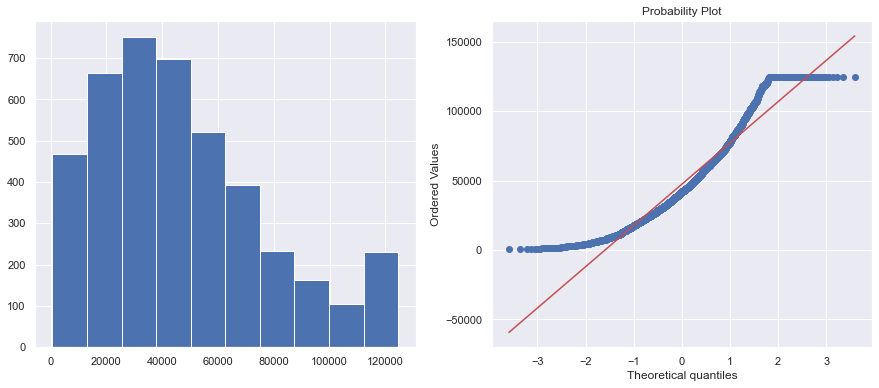 700
600
500
400
300
200
100
0
0 20000 40000 60000 80000 100000 120000
Probability Plot
150000
100000
50000
0
−50000
Ordered Values
−3 −2 −1 0 1 2 3
Theoretical quantiles